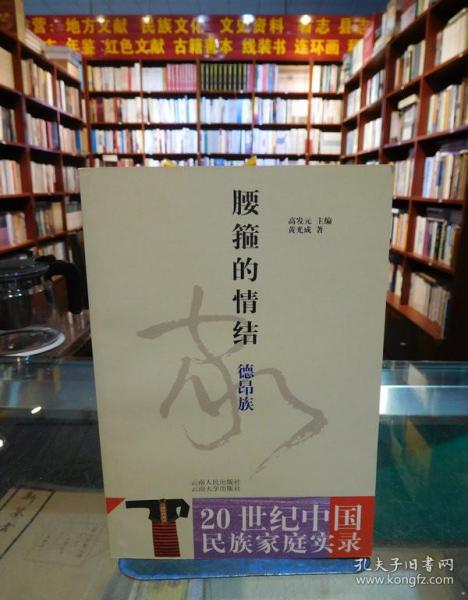 营：地方文献 民族文化 文史资料 省志 县志
年鉴 红色文献 古籍善本 线装书 连环画
腰箍的情结
德昂族
高发元 主编
黄光成 著
家
云南人民出版社
云南大学出版社
20世纪中国
民族家庭实录
孔夫子旧书网
www.kongfz.com